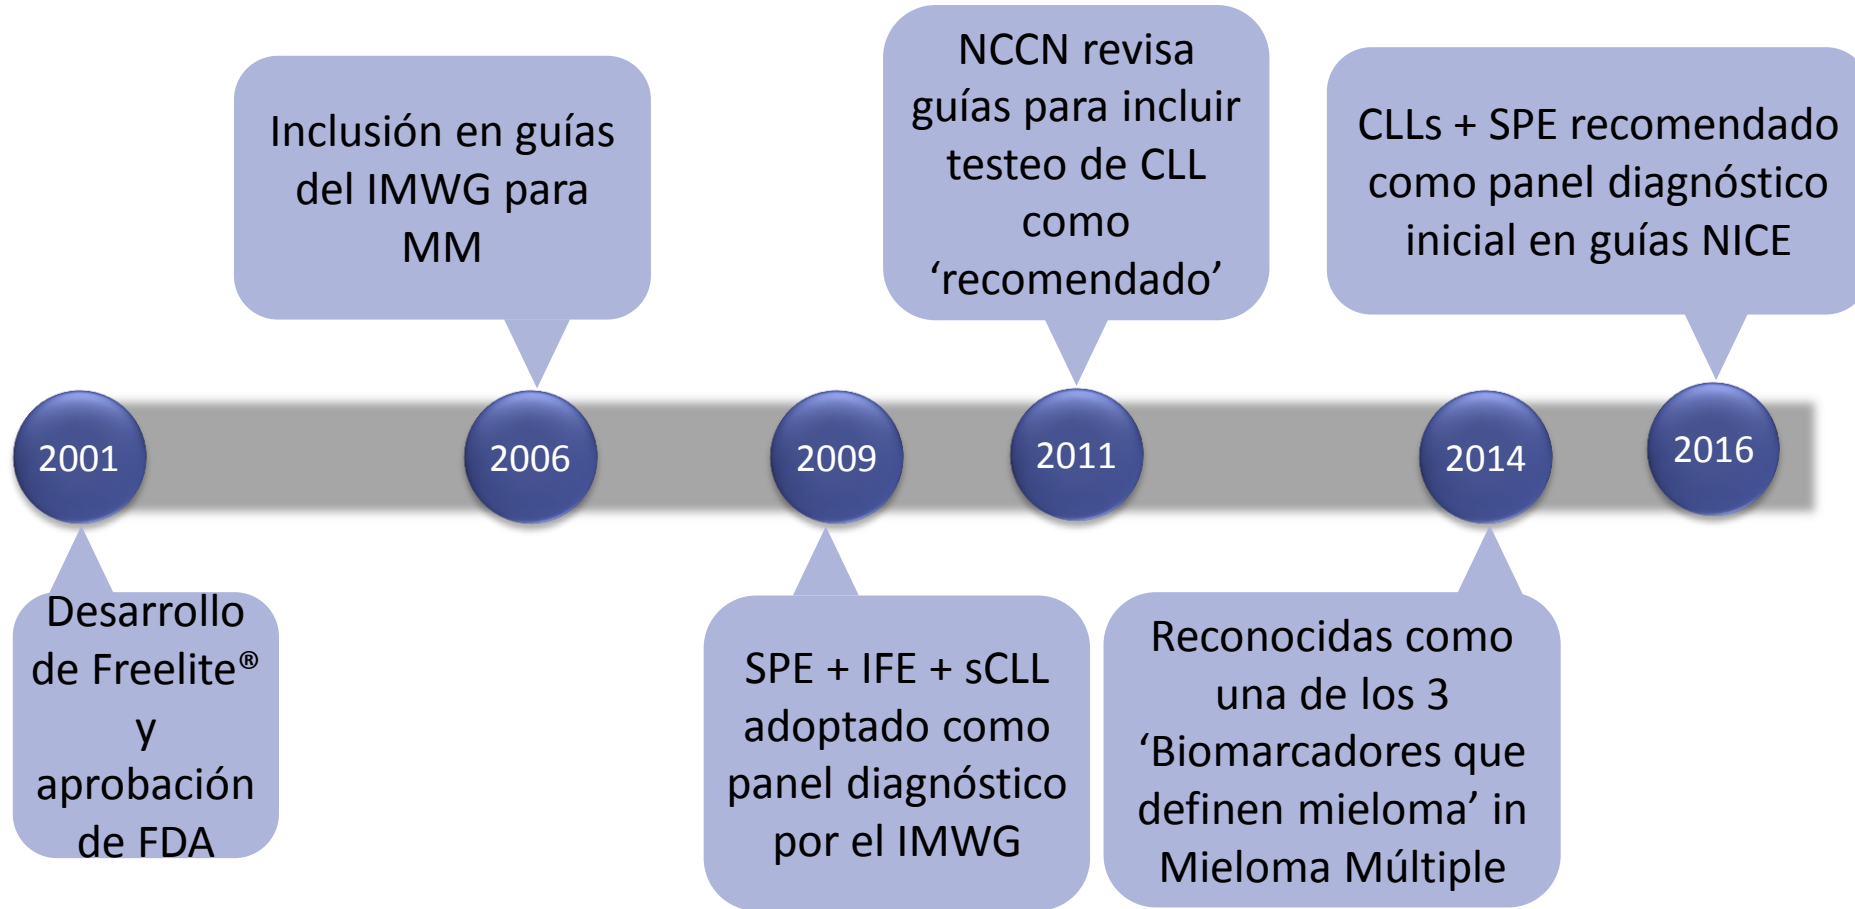 Inclusión en guías
del IMWG para
MM
NCCN revisa
guías para incluir
testeo de CLL
como
‘recomendado’
CLLs + SPE recomendado
como panel diagnóstico
inicial en guías NICE
2001
2006
2009
2011
2014
2016
Desarrollo
de Freelite®
y
aprobación
de FDA
SPE + IFE + sCLL
adoptado como
panel diagnóstico
por el IMWG
Reconocidas como
una de los 3
‘Biomarcadores que
definen mieloma’ in
Mieloma Múltiple